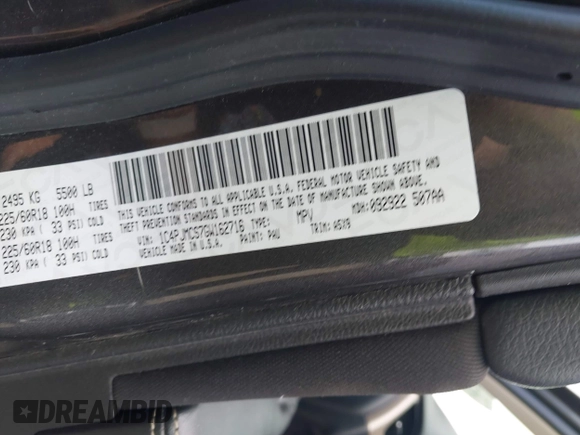 2495 KG 5500 LB
225/60R18 100H TIRES
230 KPA ( 33 PSI) COLD
225/60R18 100H TIRES
230 KPA ( 33 PSI) COLD
THIS VEHICLE CONFORMS TO ALL APPLICABLE U.S.A. FEDERAL MOTOR VEHICLE SAFETY AND
THEFT PREVENTION STANDARDS IN EFFECT ON THE DATE OF MANUFACTURE SHOWN ABOVE.
VIN: 1C4PJMCS7GW162716 TYPE: MPV MDH: 092922 507AA
VEHICLE MADE IN U.S.A. PAINT: PAU TRIM: A5X9
DREAMBID